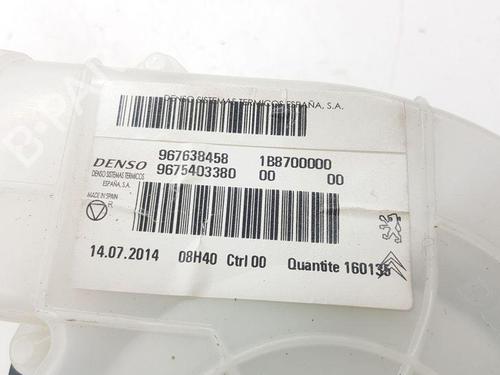 DENSO SISTEMAS TERMICOS ESPAÑA, S.A.
DENSO
DENSO SISTEMAS TERMICOS
ESPAÑA, S.A.
MADE IN SPAIN
967638458 1B8700000
9675403380 00 00
14.07.2014 08H40 Ctrl 00 Quantite 160135